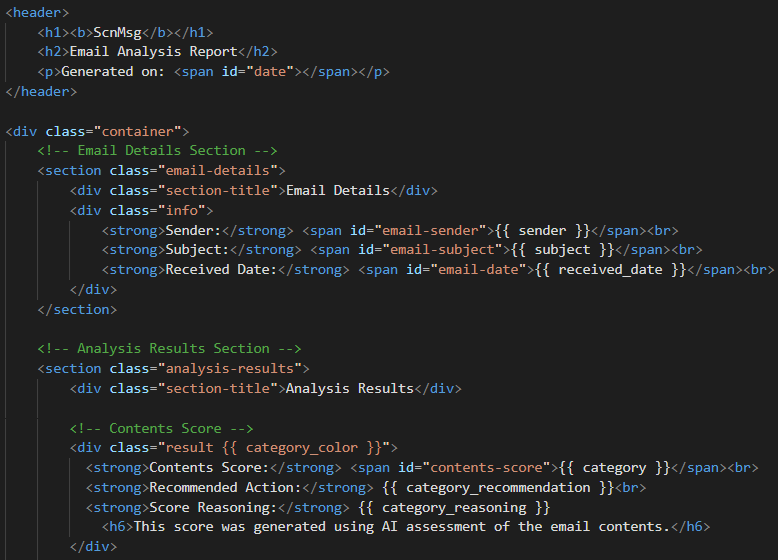 <header>
<h1><b>ScnMsg</b></h1>
<h2>Email Analysis Report</h2>
<p>Generated on: <span id="date"></span></p>
</header>
<div class="container">
<!-- Email Details Section -->
<section class="email-details">
<div class="section-title">Email Details</div>
<div class="info">
<strong>Sender:</strong> <span id="email-sender">{{ sender }}</span><br>
<strong>Subject:</strong> <span id="email-subject">{{ subject }}</span><br>
<strong>Received Date:</strong> <span id="email-date">{{ received_date }}</span><br>
</div>
</section>
<!-- Analysis Results Section -->
<section class="analysis-results">
<div class="section-title">Analysis Results</div>
<!-- Contents Score -->
<div class="result {{ category_color }}">
<strong>Contents Score:</strong> <span id="contents-score">{{ category }}</span><br>
<strong>Recommended Action:</strong> {{ category_recommendation }}<br>
<strong>Score Reasoning:</strong> {{ category_reasoning }}
<h6>This score was generated using AI assessment of the email contents.</h6>
</div>